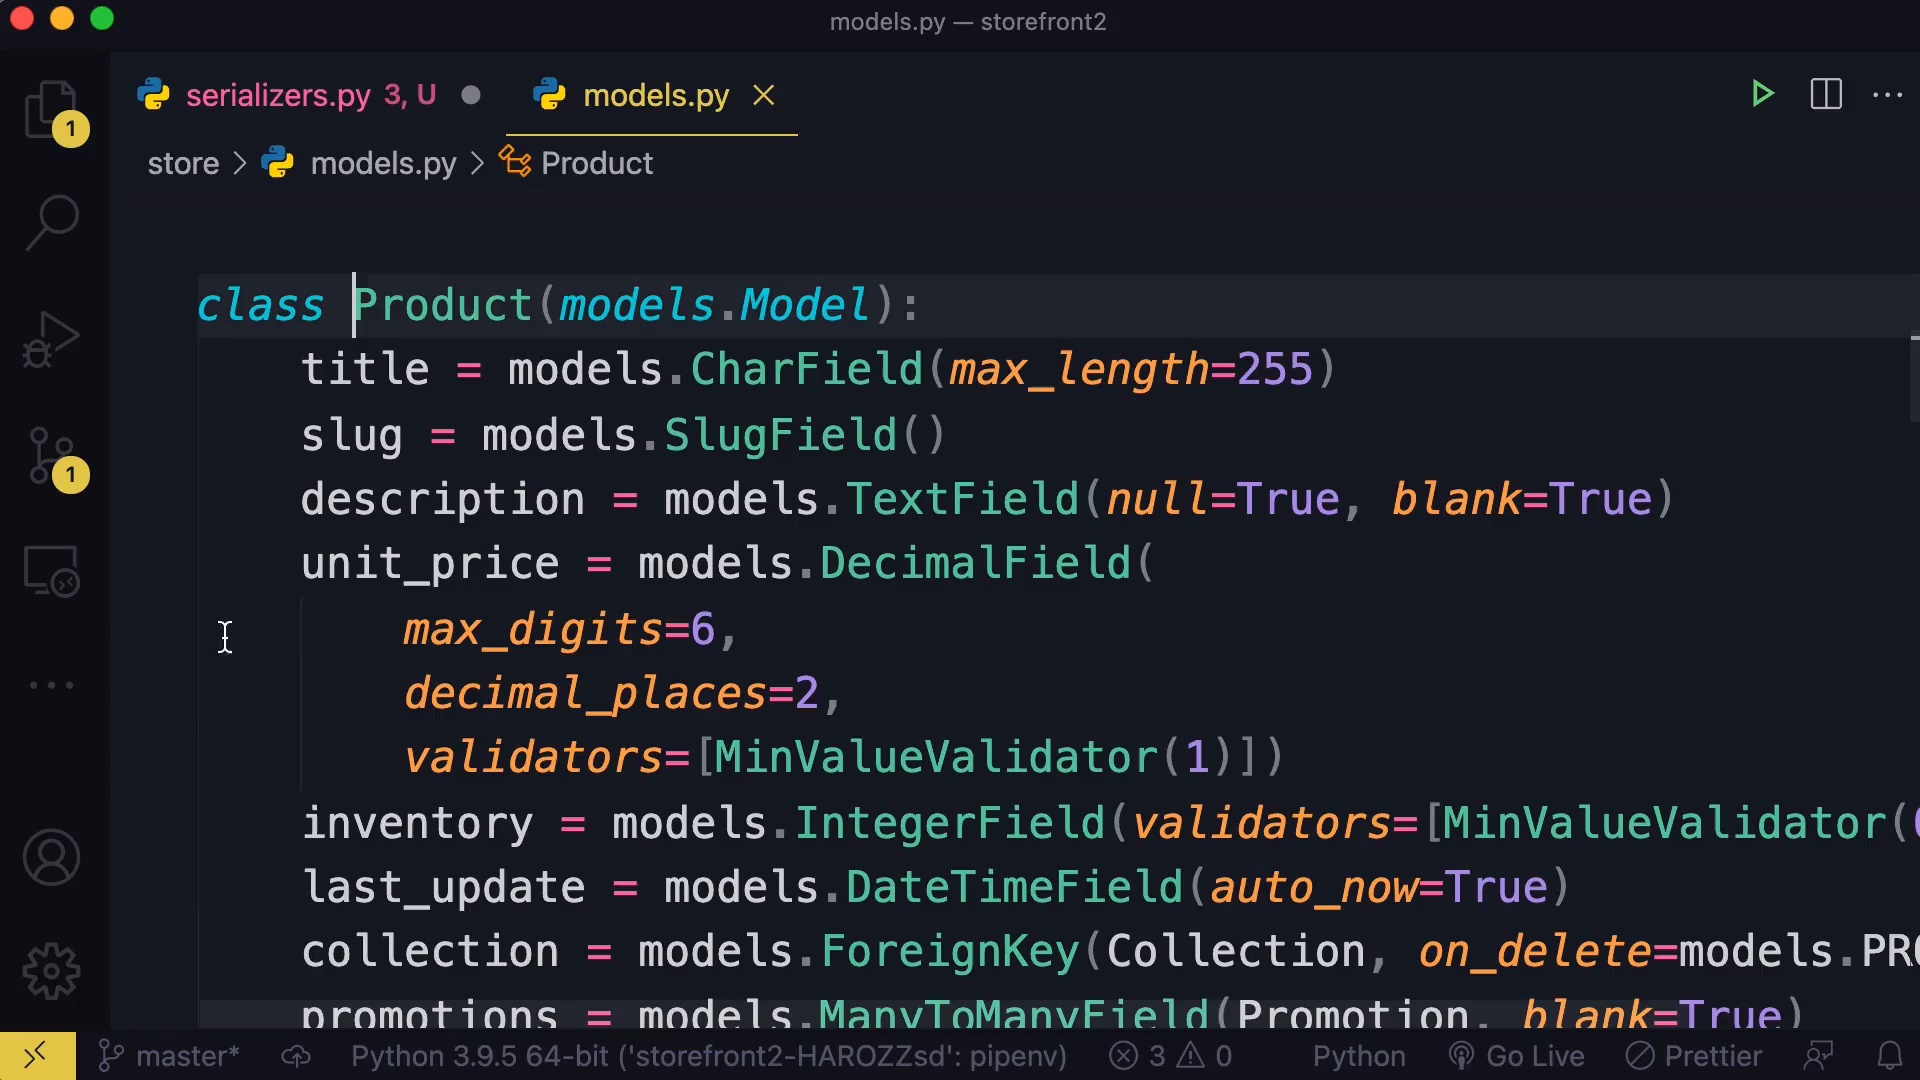 models.py — storefront2
serializers.py 3, U ● models.py ×
store > models.py > Product
1
class Product(models.Model):
title = models.CharField(max_length=255)
slug = models.SlugField()
description = models.TextField(null=True, blank=True)
unit_price = models.DecimalField(
max_digits=6,
decimal_places=2,
validators=[MinValueValidator(1)])
inventory = models.IntegerField(validators=[MinValueValidator(
last_update = models.DateTimeField(auto_now=True)
collection = models.ForeignKey(Collection, on_delete=models.PRO
promotions = models.ManyToManyField(Promotion, blank=True)
1
master* Python 3.9.5 64-bit ('storefront2-HAROZZsd': pipenv) 3 0 Python Go Live Prettier